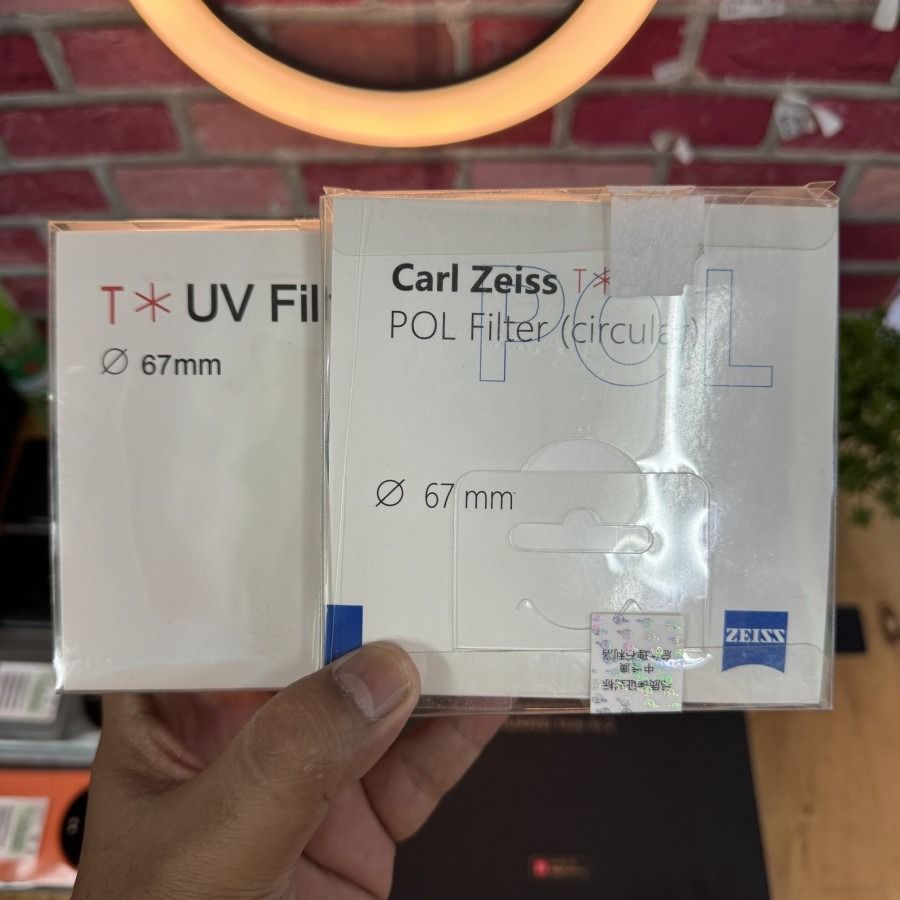 T* UV Fil
Ø 67mm
Carl Zeiss T*
POL Filter (circular)
POL
Ø 67 mm
ZEISS